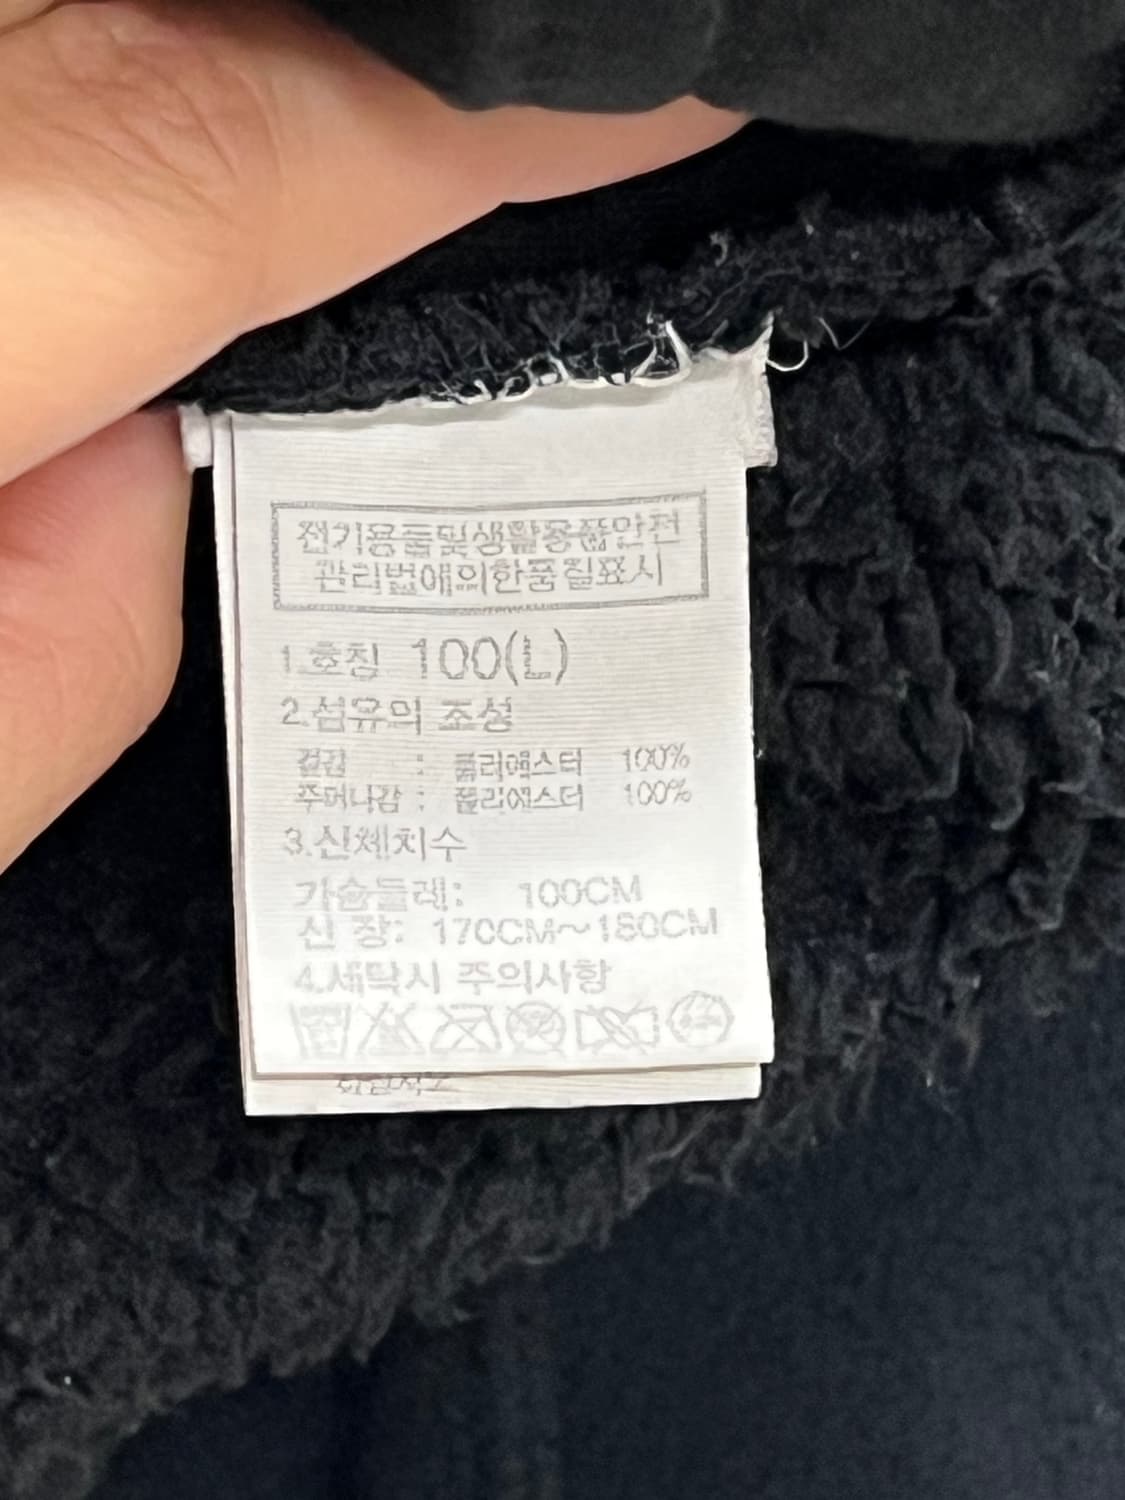 전기용품및생활용품안전
관리법에의한품질표시
1.호칭 100(L)
2.섬유의 조성
겉감 : 폴리에스터 100%
주머니감 : 폴리에스터 100%
3.신체치수
가슴둘레: 100CM
신 장: 170CM~180CM
4.세탁시 주의사항